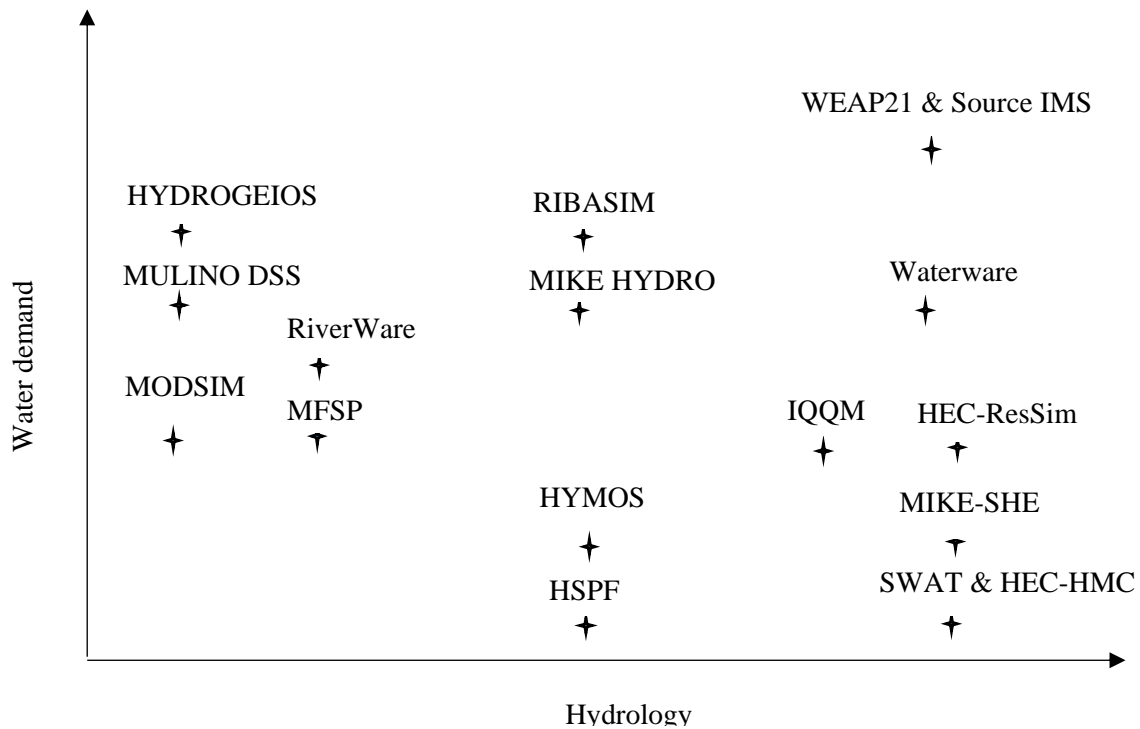 WEAP21 & Source IMS
HYDROGEIOS
RIBASIM
MULINO DSS
MIKE HYDRO
Waterware
RiverWare
MODSIM
MFSP
IQQM
HEC-ResSim
HYMOS
MIKE-SHE
HSPF
SWAT & HEC-HMC
Water demand
Hydrology